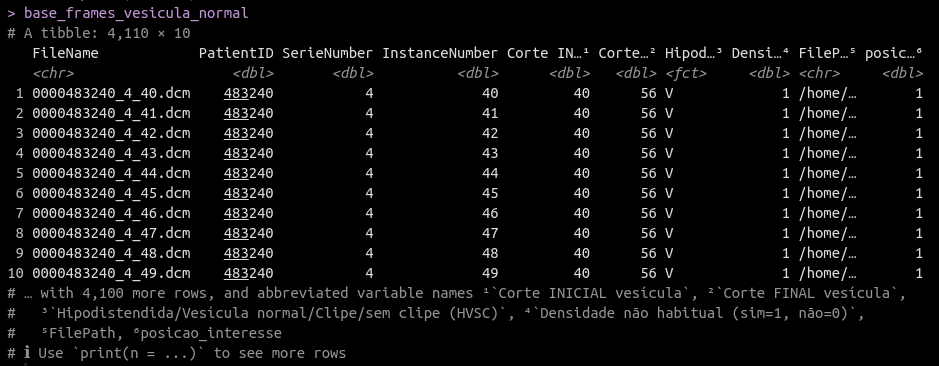 > base_frames_vesicula_normal
# A tibble: 4,110 × 10
FileName PatientID SerieNumber InstanceNumber Corte IN…¹ Corte…² Hipod…³ Densi…⁴ FileP…⁵ posic…⁶
<chr> <dbl> <dbl> <dbl> <dbl> <dbl> <fct> <dbl> <chr> <dbl>
1 0000483240_4_40.dcm 483240 4 40 40 56 V 1 /home/… 1
2 0000483240_4_41.dcm 483240 4 41 40 56 V 1 /home/… 1
3 0000483240_4_42.dcm 483240 4 42 40 56 V 1 /home/… 1
4 0000483240_4_43.dcm 483240 4 43 40 56 V 1 /home/… 1
5 0000483240_4_44.dcm 483240 4 44 40 56 V 1 /home/… 1
6 0000483240_4_45.dcm 483240 4 45 40 56 V 1 /home/… 1
7 0000483240_4_46.dcm 483240 4 46 40 56 V 1 /home/… 1
8 0000483240_4_47.dcm 483240 4 47 40 56 V 1 /home/… 1
9 0000483240_4_48.dcm 483240 4 48 40 56 V 1 /home/… 1
10 0000483240_4_49.dcm 483240 4 49 40 56 V 1 /home/… 1
# … with 4,100 more rows, and abbreviated variable names ¹​`Corte INICIAL vesícula`, ²​`Corte FINAL vesícula`,
# ³​`Hipodistendida/Vesícula normal/Clipe/sem clipe (HVSC)`, ⁴​`Densidade não habitual (sim=1, não=0)`,
# ⁵​FilePath, ⁶​posicao_interesse
# ℹ Use `print(n = ...)` to see more rows